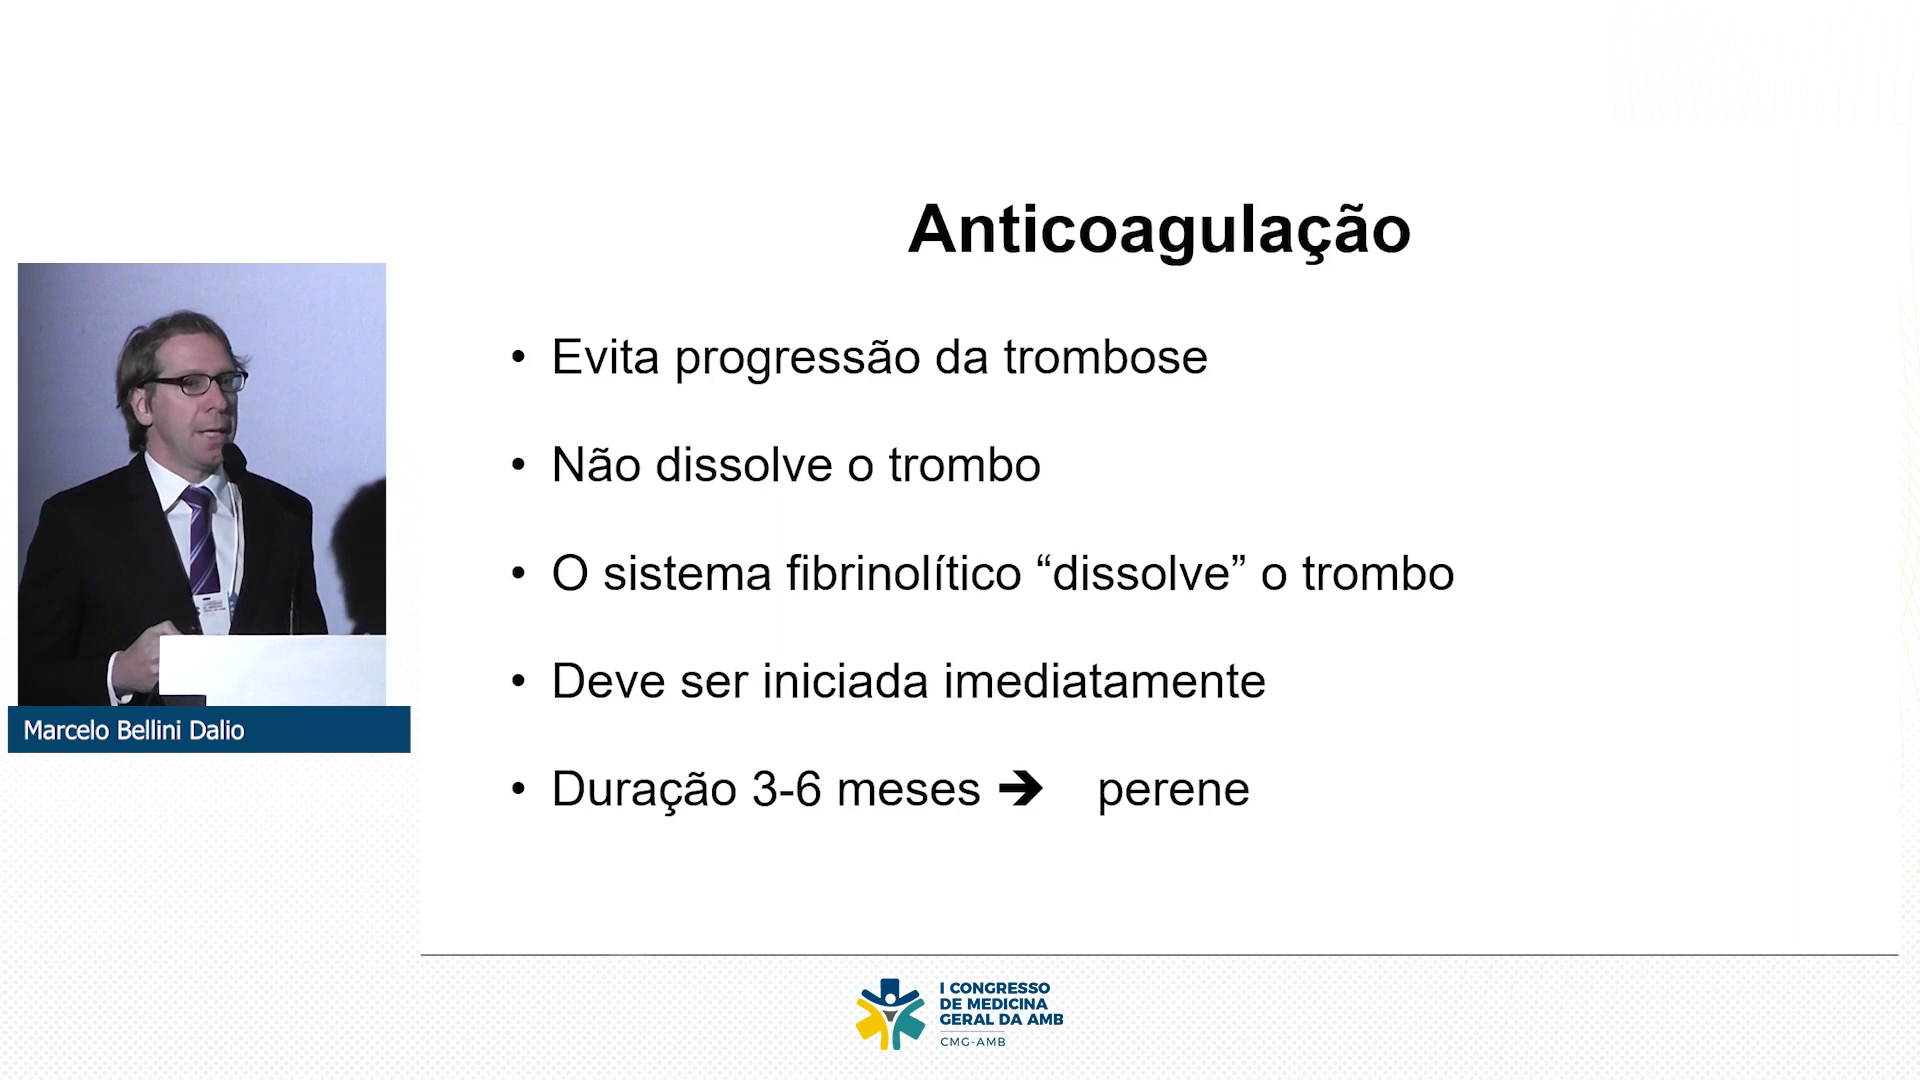 Anticoagulação
• Evita progressão da trombose
• Não dissolve o trombo
• O sistema fibrinolítico “dissolve” o trombo
• Deve ser iniciada imediatamente
• Duração 3-6 meses ➔ perene
Marcelo Bellini Dalio
I CONGRESSO
DE MEDICINA
GERAL DA AMB
CMG-AMB